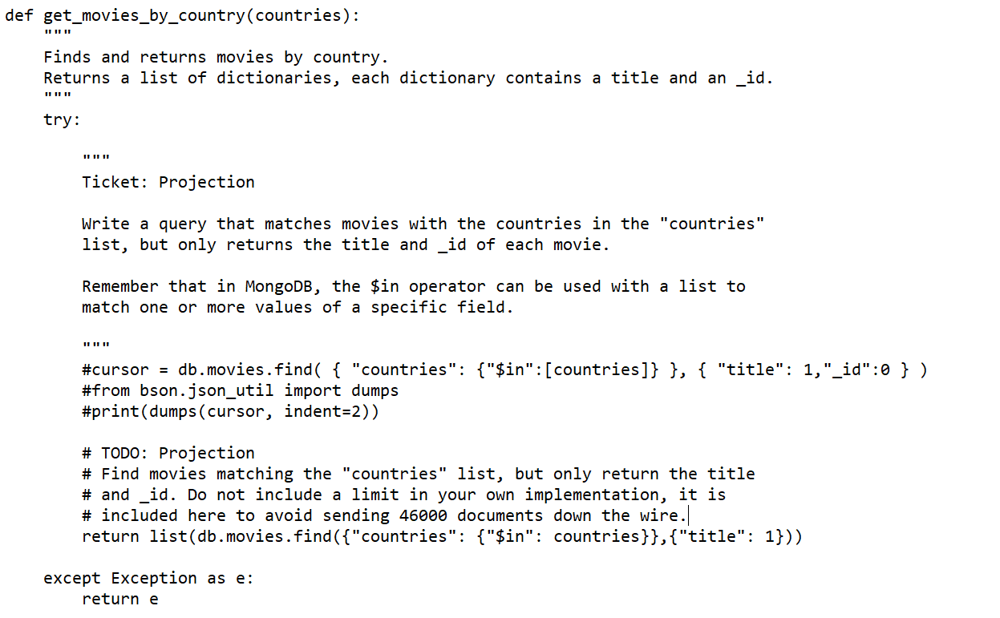 def get_movies_by_country(countries):
    """
    Finds and returns movies by country.
    Returns a list of dictionaries, each dictionary contains a title and an _id.
    """
    try:

        """
        Ticket: Projection

        Write a query that matches movies with the countries in the "countries"
        list, but only returns the title and _id of each movie.

        Remember that in MongoDB, the $in operator can be used with a list to
        match one or more values of a specific field.

        """
        #cursor = db.movies.find( { "countries": {"$in":[countries]} }, { "title": 1,"_id":0 } )
        #from bson.json_util import dumps
        #print(dumps(cursor, indent=2))

        # TODO: Projection
        # Find movies matching the "countries" list, but only return the title
        # and _id. Do not include a limit in your own implementation, it is
        # included here to avoid sending 46000 documents down the wire.
        return list(db.movies.find({"countries": {"$in": countries}},{"title": 1}))

    except Exception as e:
        return e